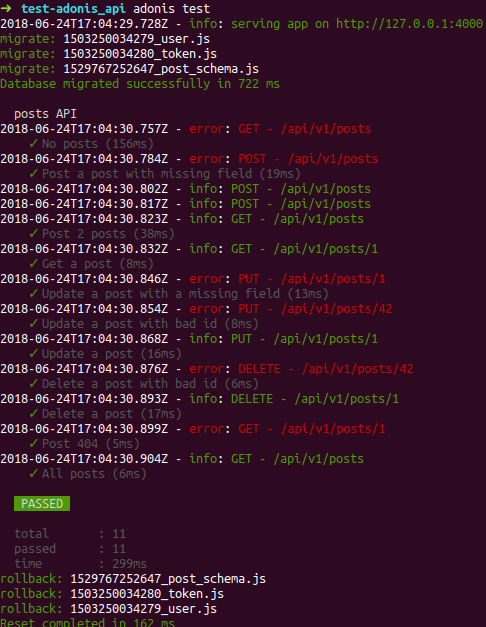 ➜  test-adonis_api adonis test
2018-06-24T17:04:29.728Z - info: serving app on http://127.0.0.1:4000
migrate: 1503250034279_user.js
migrate: 1503250034280_token.js
migrate: 1529767252647_post_schema.js
Database migrated successfully in 722 ms
posts API
2018-06-24T17:04:30.757Z - error: GET - /api/v1/posts
✓ No posts (156ms)
2018-06-24T17:04:30.784Z - error: POST - /api/v1/posts
✓ Post a post with missing field (19ms)
2018-06-24T17:04:30.802Z - info: POST - /api/v1/posts
2018-06-24T17:04:30.817Z - info: POST - /api/v1/posts
2018-06-24T17:04:30.823Z - info: GET - /api/v1/posts
✓ Post 2 posts (38ms)
2018-06-24T17:04:30.832Z - info: GET - /api/v1/posts/1
✓ Get a post (8ms)
2018-06-24T17:04:30.846Z - error: PUT - /api/v1/posts/1
✓ Update a post with a missing field (13ms)
2018-06-24T17:04:30.854Z - error: PUT - /api/v1/posts/42
✓ Update a post with bad id (8ms)
2018-06-24T17:04:30.868Z - info: PUT - /api/v1/posts/1
✓ Update a post (16ms)
2018-06-24T17:04:30.876Z - error: DELETE - /api/v1/posts/42
✓ Delete a post with bad id (6ms)
2018-06-24T17:04:30.893Z - info: DELETE - /api/v1/posts/1
✓ Delete a post (17ms)
2018-06-24T17:04:30.899Z - error: GET - /api/v1/posts/1
✓ Post 404 (5ms)
2018-06-24T17:04:30.904Z - info: GET - /api/v1/posts
✓ All posts (6ms)
PASSED
total       : 11
passed      : 11
time        : 299ms
rollback: 1529767252647_post_schema.js
rollback: 1503250034280_token.js
rollback: 1503250034279_user.js
Reset completed in 162 ms